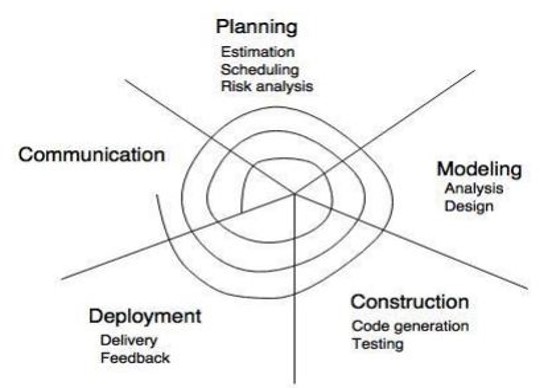 Planning
Estimation
Scheduling
Risk analysis
Communication
Modeling
Analysis
Design
Construction
Code generation
Testing
Deployment
Delivery
Feedback